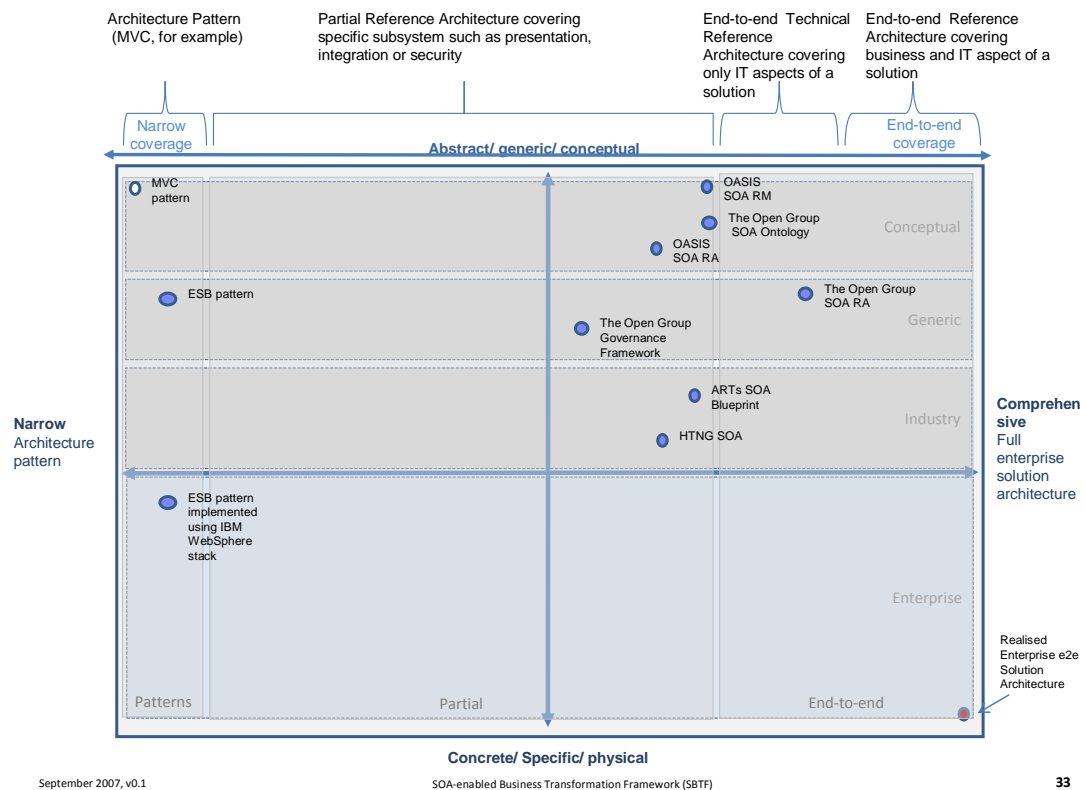 Architecture Pattern
(MVC, for example)
Partial Reference Architecture covering
specific subsystem such as presentation,
integration or security
End-to-end Technical
Reference
Architecture covering
only IT aspects of a
solution
End-to-end Reference
Architecture covering
business and IT aspect of a
solution
Narrow
coverage
End-to-end
coverage
Abstract/ generic/ conceptual
MVC
pattern
OASIS
SOA RM
The Open Group
SOA Ontology
OASIS
SOA RA
Conceptual
ESB pattern
The Open Group
SOA RA
The Open Group
Governance
Framework
Generic
ARTs SOA
Blueprint
HTNG SOA
Industry
Narrow
Architecture
pattern
Comprehen
sive
Full
enterprise
solution
architecture
ESB pattern
implemented
using IBM
WebSphere
stack
Enterprise
Realised
Enterprise e2e
Solution
Architecture
Patterns
Partial
End-to-end
Concrete/ Specific/ physical
September 2007, v0.1
SOA-enabled Business Transformation Framework (SBTF)
33